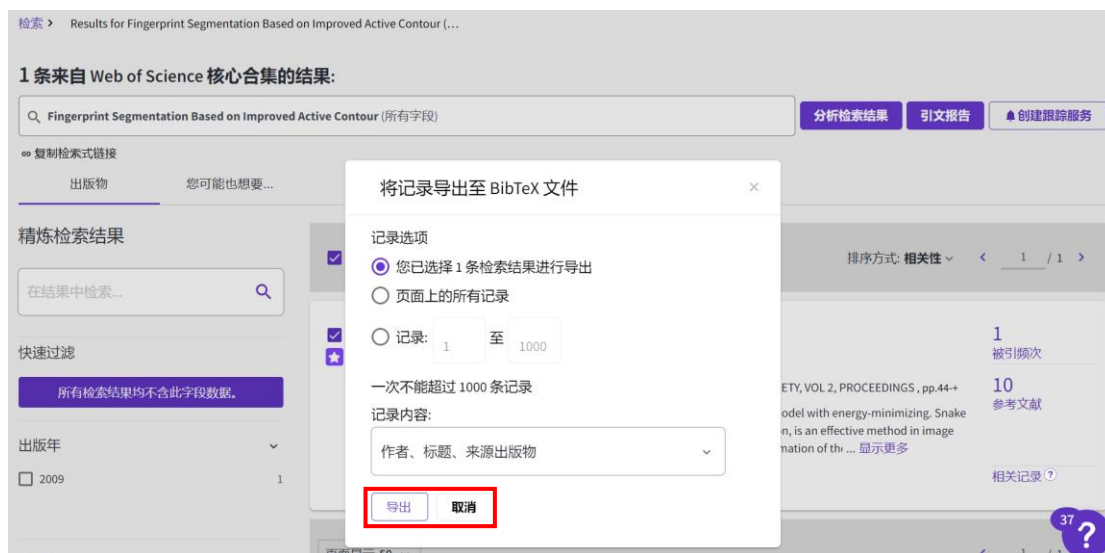 检索 > Results for Fingerprint Segmentation Based on Improved Active Contour (...
1 条来自 Web of Science 核心合集的结果:
Fingerprint Segmentation Based on Improved Active Contour (所有字段)
分析检索结果
引文报告
创建跟踪服务
复制检索式链接
出版物
您可能也想要...
精炼检索结果
在结果中检索...
快速过滤
所有检索结果均不含此字段数据。
出版年
2009
1
将记录导出至 BibTeX 文件
×
记录选项
您已选择 1 条检索结果进行导出
页面上的所有记录
记录: 1 至 1000
一次不能超过 1000 条记录
记录内容:
作者、标题、来源出版物
导出
取消
排序方式: 相关性
< 1 / 1 >
1
被引频次
ETY, VOL 2, PROCEEDINGS , pp.44-+
10
参考文献
odel with energy-minimizing. Snake
n, is an effective method in image
mation of th ... 显示更多
相关记录 ?
37
?